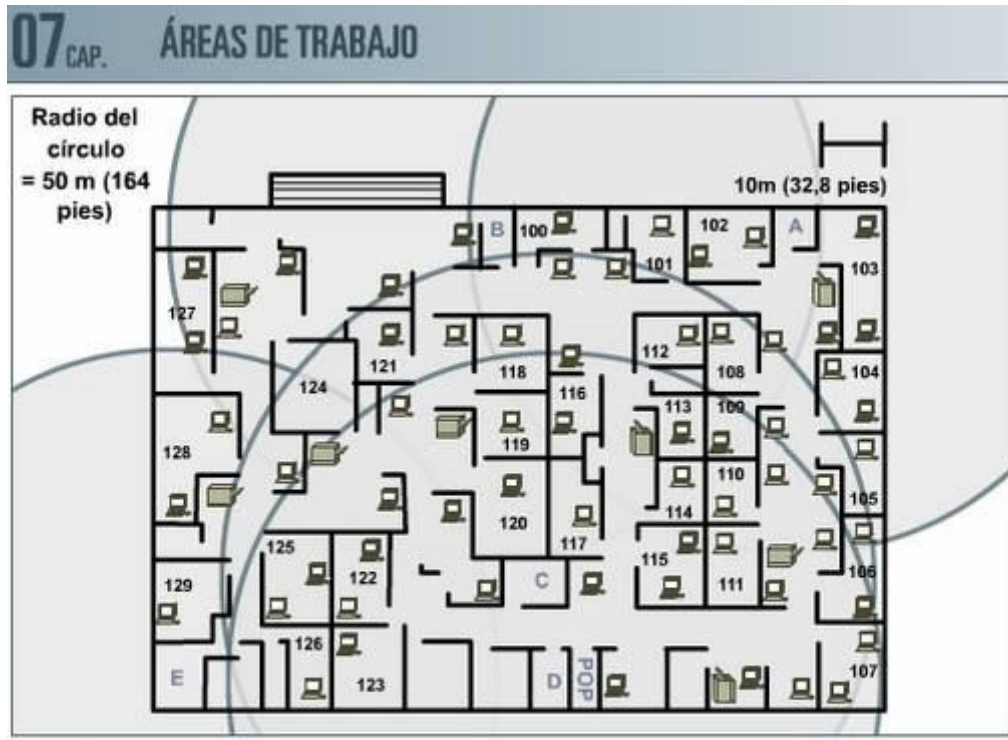 07 CAP. ÁREAS DE TRABAJO
Radio del
círculo
= 50 m (164
pies)
10m (32,8 pies)
B
100
101
102
A
103
127
121
118
116
112
108
104
124
113
109
119
128
110
105
120
114
117
125
122
C
115
111
106
129
126
123
E
D
POP
107